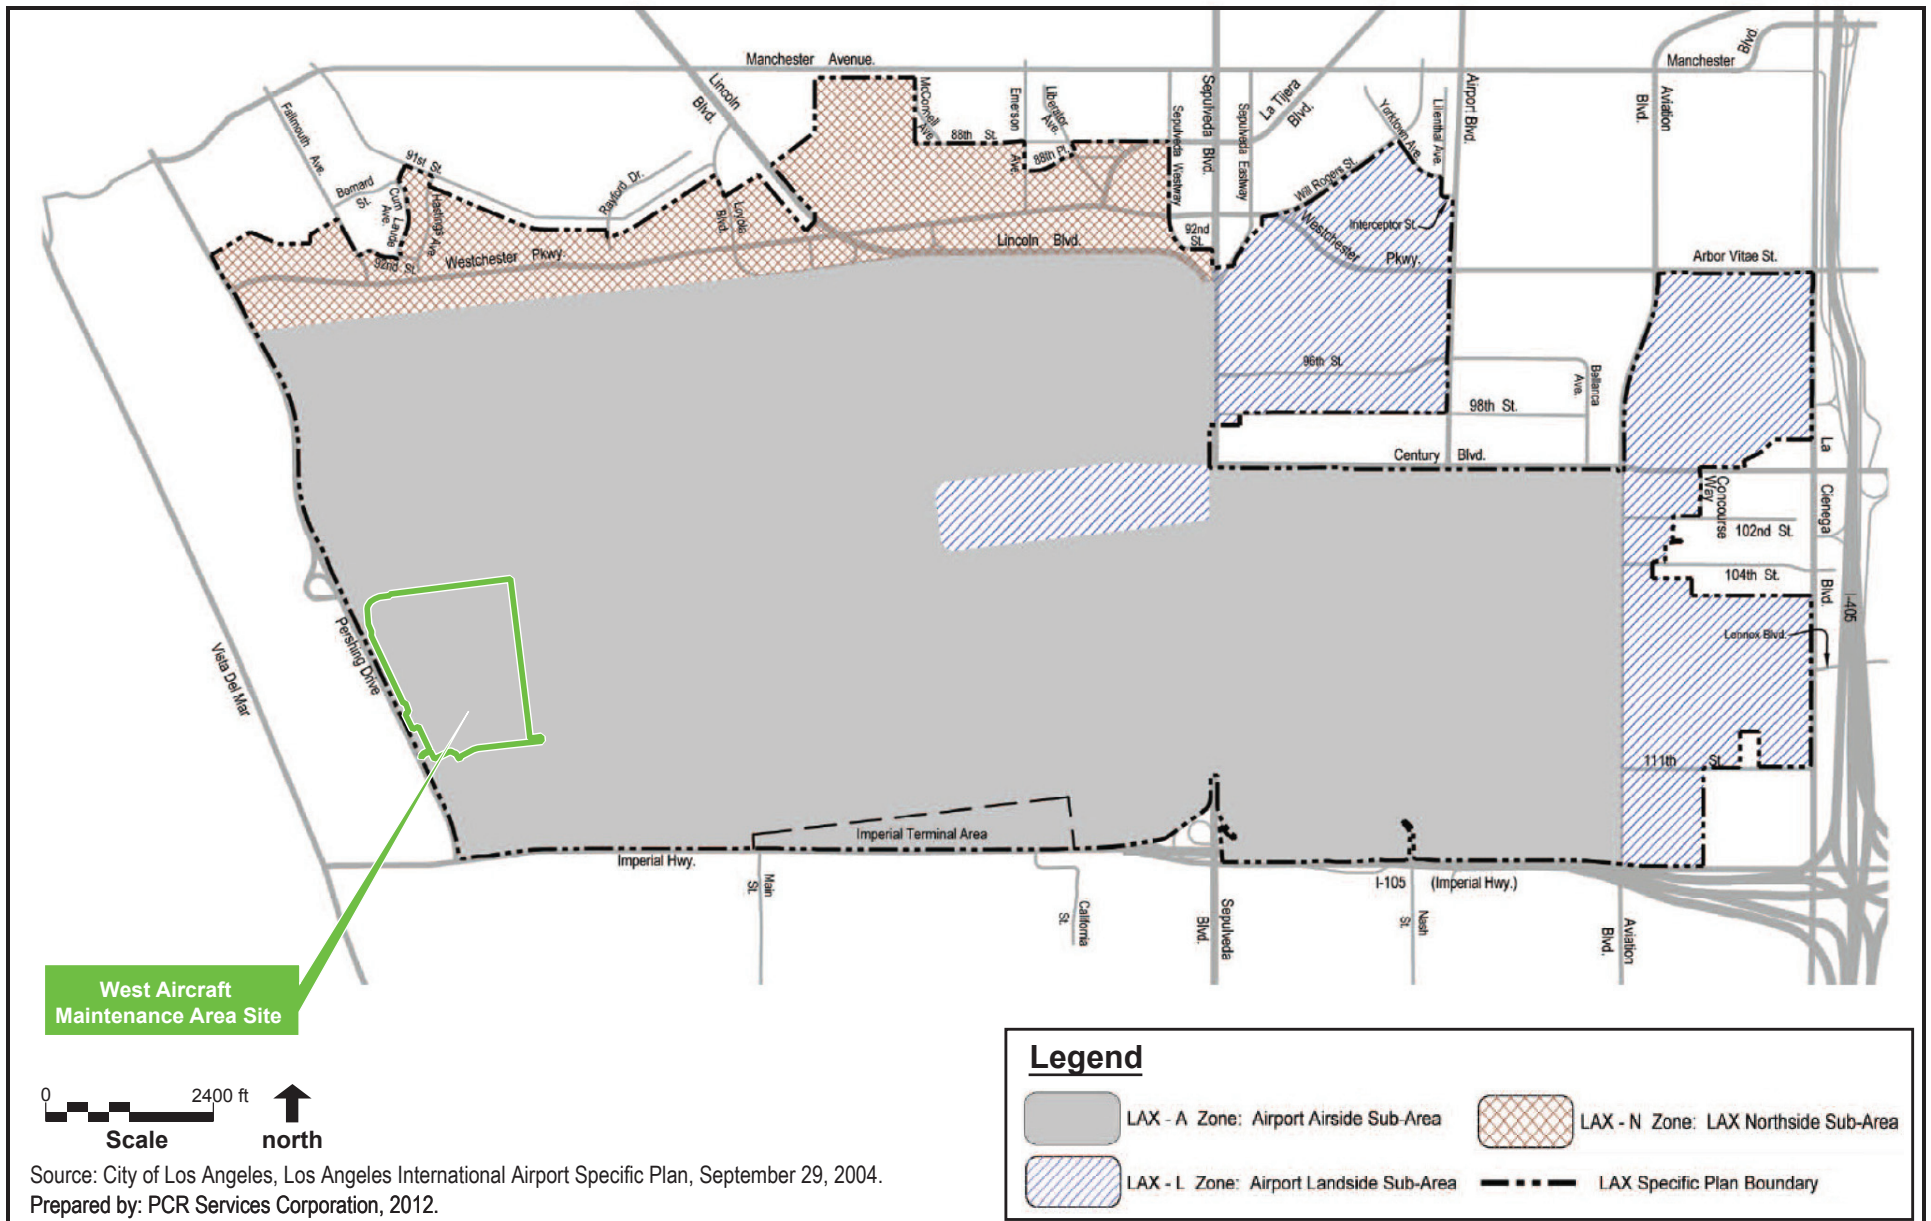 Manchester Avenue.
Manchester
Blvd.
Lincoln
Blvd.
McConnell
Ave.
Emerson
Ave.
Liberator
Ave.
88th St.
88th Pl.
Sepulveda Westway
Sepulveda Blvd.
Sepulveda Eastway
La Tijera
Blvd.
Yorktown Ave.
Lilienthal Ave.
Airport Blvd.
Aviation
Blvd.
Fallmouth Ave.
91st St.
Bernard
St.
Cum Laude
Ave.
Hastings Ave
92nd St.
Rayford Dr.
Loyola
Blvd.
Westchester Pkwy.
Lincoln Blvd.
92nd
St.
Will Rogers St.
Interceptor St.
Westchester
Pkwy.
Arbor Vitae St.
96th St.
98th St.
Bellanca
Ave.
Century Blvd.
La
Cienega
Blvd.
Concourse
Way
102nd St.
104th St.
I-405
Lennox Blvd.
111th St.
Pershing Drive
Vista Del Mar
Imperial Terminal Area
Imperial Hwy.
I-105 (Imperial Hwy.)
Main
St.
California
St.
Sepulveda
Blvd.
Nash
St.
Aviation
Blvd.
West Aircraft
Maintenance Area Site
0 2400 ft
Scale
north
Source: City of Los Angeles, Los Angeles International Airport Specific Plan, September 29, 2004.
Prepared by: PCR Services Corporation, 2012.
Legend
LAX - A Zone: Airport Airside Sub-Area
LAX - N Zone: LAX Northside Sub-Area
LAX - L Zone: Airport Landside Sub-Area
LAX Specific Plan Boundary